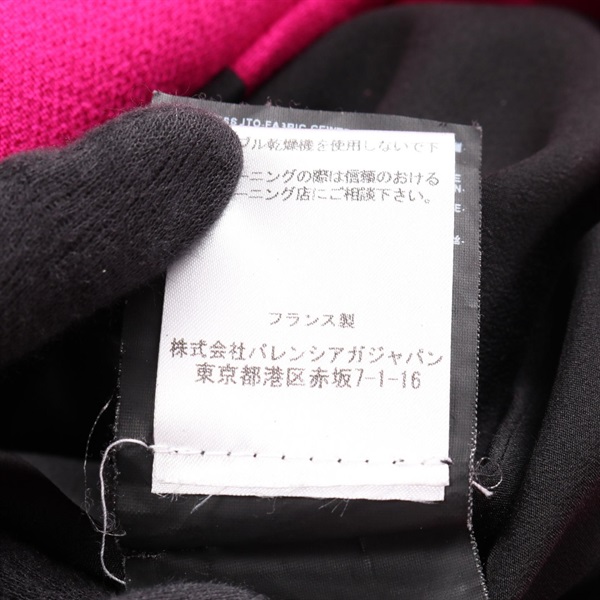 ブル乾燥機を使用しないで下
ーニングの際は信頼のおける
ーニング店にご相談下さい。
フランス製
株式会社バレンシアガジャパン
東京都港区赤坂7-1-16